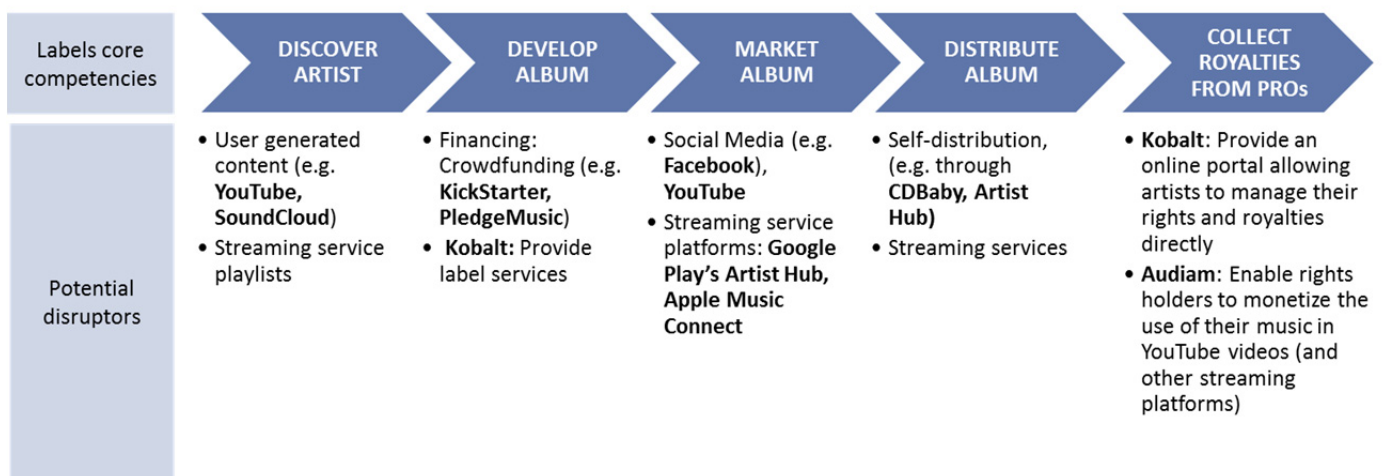 Labels core
competencies
DISCOVER
ARTIST
DEVELOP
ALBUM
MARKET
ALBUM
DISTRIBUTE
ALBUM
COLLECT
ROYALTIES
FROM PROs
Potential
disruptors
• User generated
content (e.g.
YouTube,
SoundCloud)
• Streaming service
playlists
• Financing:
Crowdfunding (e.g.
KickStarter,
PledgeMusic)
• Kobalt: Provide
label services
• Social Media (e.g.
Facebook),
YouTube
• Streaming service
platforms: Google
Play's Artist Hub,
Apple Music
Connect
• Self-distribution,
(e.g. through
CDBaby, Artist
Hub)
• Streaming services
• Kobalt: Provide an
online portal allowing
artists to manage their
rights and royalties
directly
• Audiam: Enable rights
holders to monetize the
use of their music in
YouTube videos (and
other streaming
platforms)